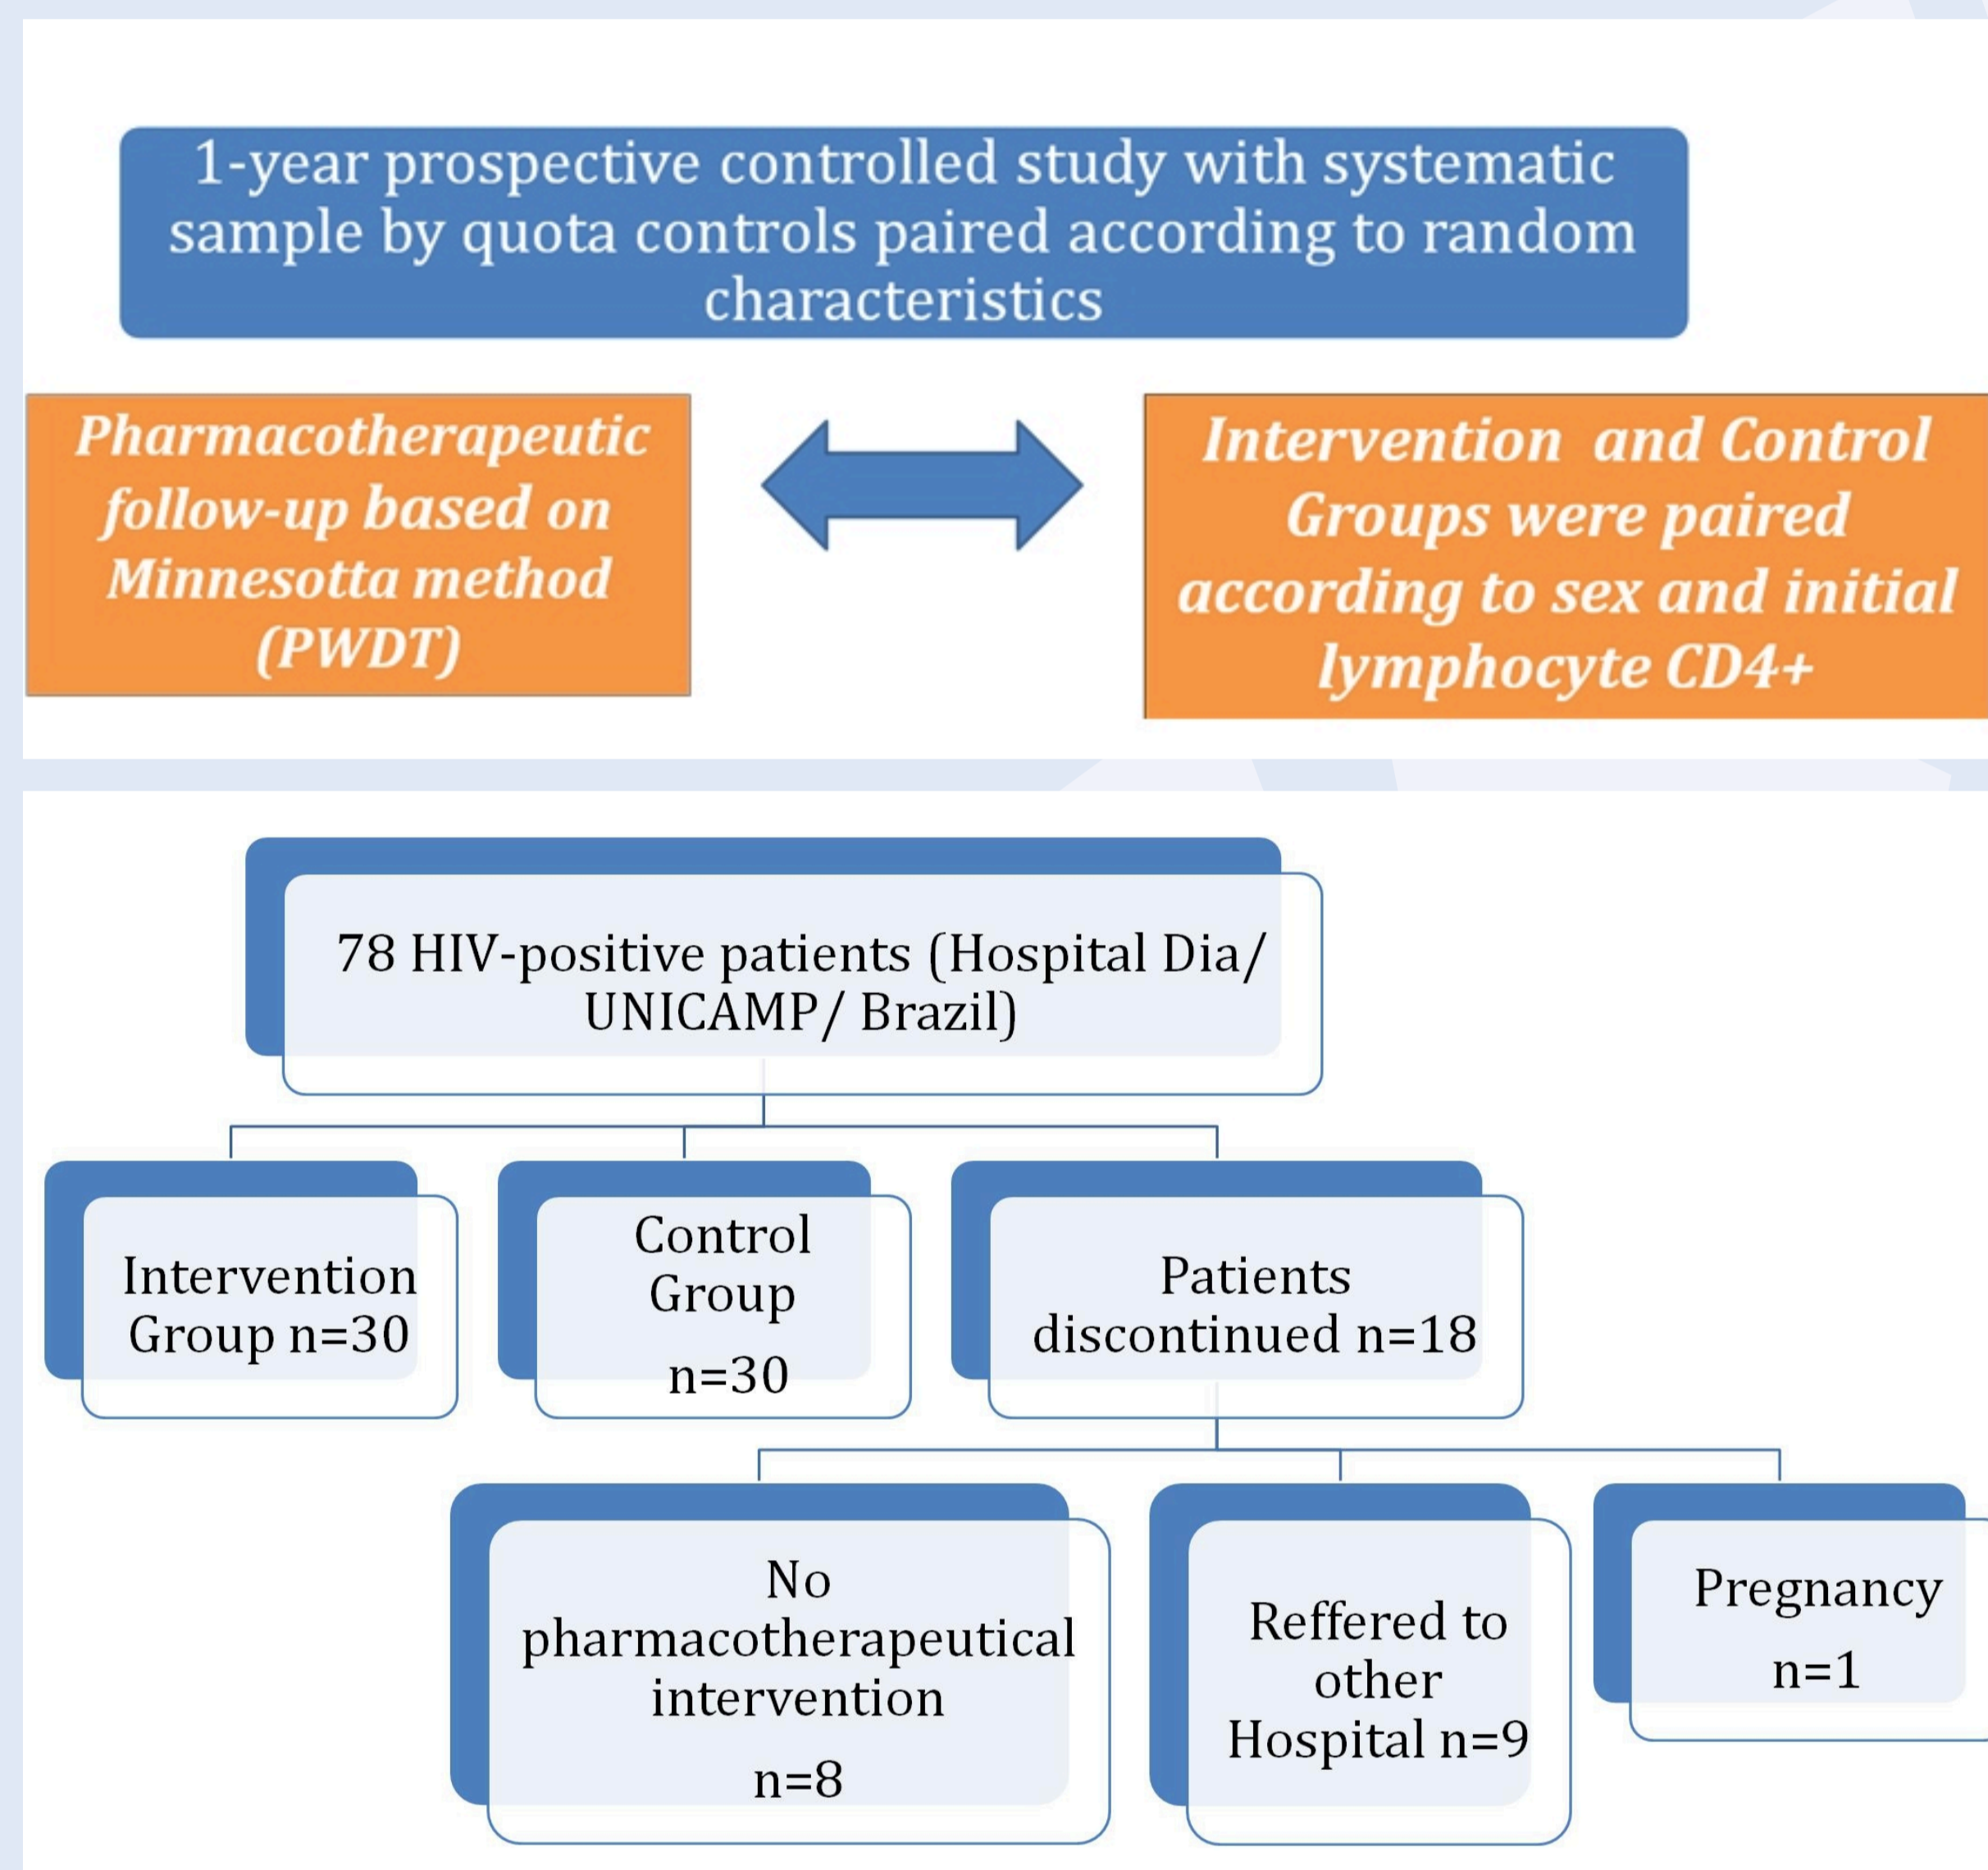 1-year prospective controlled study with systematic
sample by quota controls paired according to random
characteristics
Pharmacotherapeutic
follow-up based on
Minnesotta method
(PWDT)
Intervention and Control
Groups were paired
according to sex and initial
lymphocyte CD4+
78 HIV-positive patients (Hospital Dia/
UNICAMP/ Brazil)
Intervention
Group n=30
Control
Group
n=30
Patients
discontinued n=18
No
pharmacotherapeutical
intervention
n=8
Reffered to
other
Hospital n=9
Pregnancy
n=1